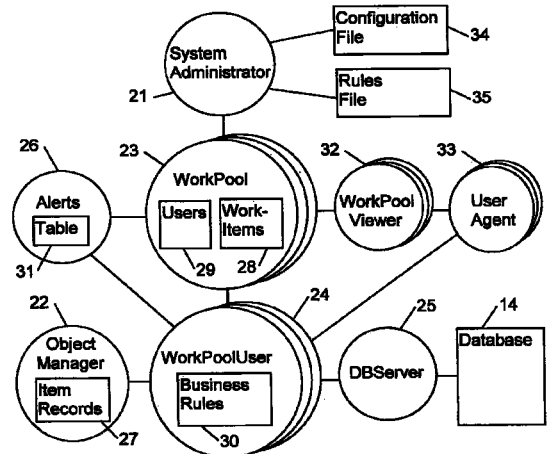 Configuration
File
34
System
Administrator
21
Rules
File
35
26
23
32
33
Alerts
Table
31
WorkPool
Users
29
Work-
Items
28
WorkPool
Viewer
User
Agent
22
24
25
14
Object
Manager
Item
Records
27
WorkPoolUser
Business
Rules
30
DBServer
Database